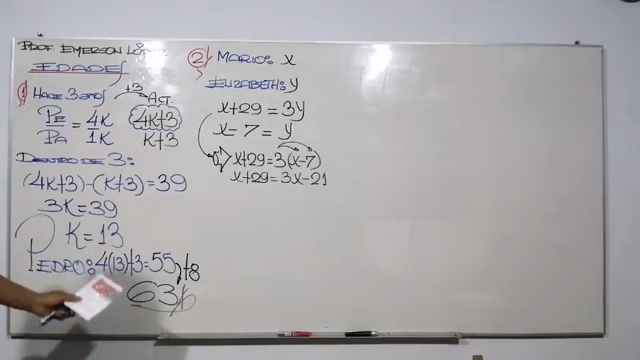 PROF EMERSON LÓPEZ
EDADES
1) HACE 3 AÑOS +3 ACT.
PE/PA = 4K/1K 4K+3
K+3
DENTRO DE 3:
(4K+3)-(K+3)=39
3K=39
K=13
PEDRO: 4(13)+3=55 +8
63
2) MARIO: X
ELIZABETH: Y
X+29=3Y
X-7=Y
X+29=3(X-7)
X+29=3X-21